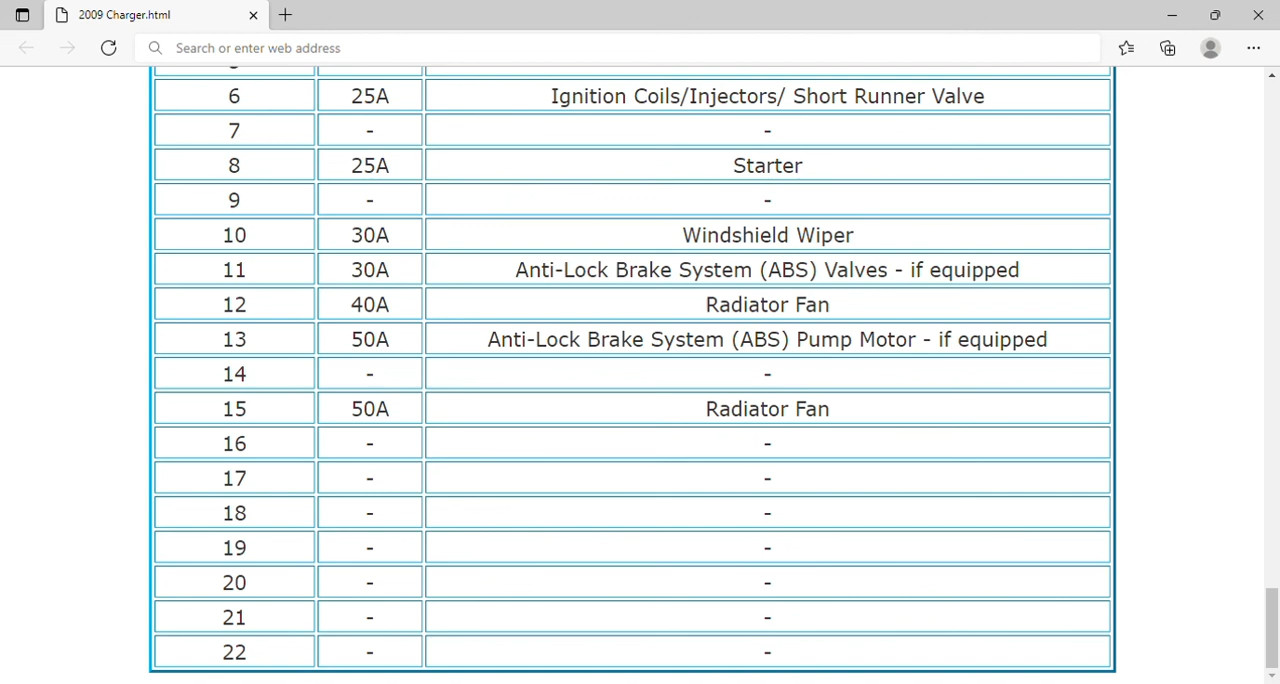 2009 Charger.html
Search or enter web address
6 25A Ignition Coils/Injectors/ Short Runner Valve
7 - -
8 25A Starter
9 - -
10 30A Windshield Wiper
11 30A Anti-Lock Brake System (ABS) Valves - if equipped
12 40A Radiator Fan
13 50A Anti-Lock Brake System (ABS) Pump Motor - if equipped
14 - -
15 50A Radiator Fan
16 - -
17 - -
18 - -
19 - -
20 - -
21 - -
22 - -